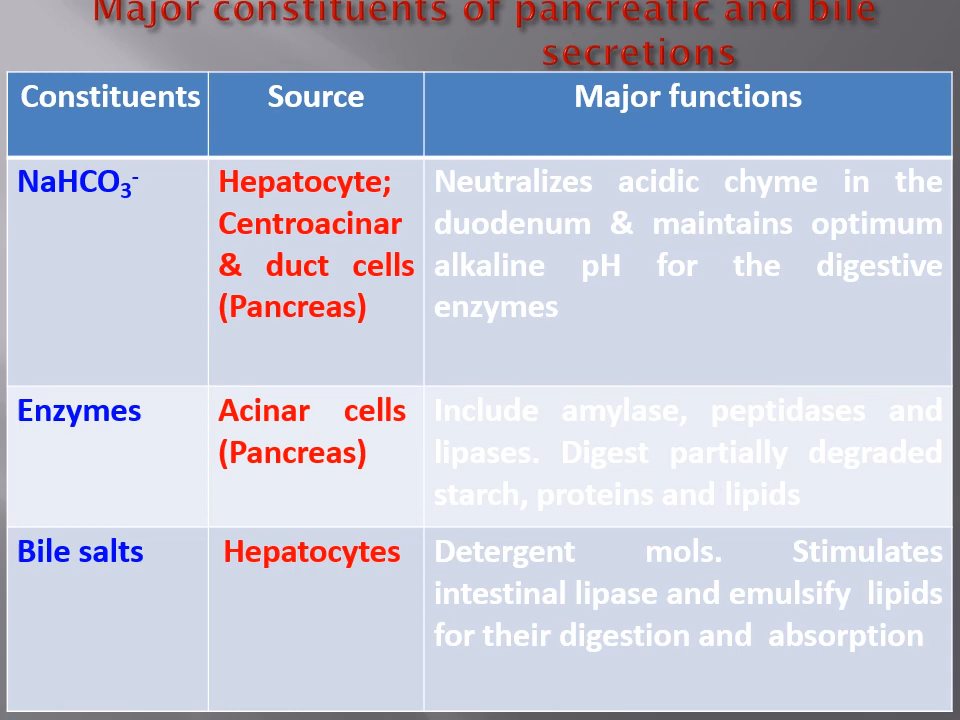 Major constituents of pancreatic and bile
secretions
Constituents Source Major functions
NaHCO₃⁻
Hepatocyte;
Centroacinar
& duct cells
(Pancreas)
Neutralizes acidic chyme in the
duodenum & maintains optimum
alkaline pH for the digestive
enzymes
Enzymes
Acinar cells
(Pancreas)
Include amylase, peptidases and
lipases. Digest partially degraded
starch, proteins and lipids
Bile salts
Hepatocytes
Detergent mols. Stimulates
intestinal lipase and emulsify lipids
for their digestion and absorption